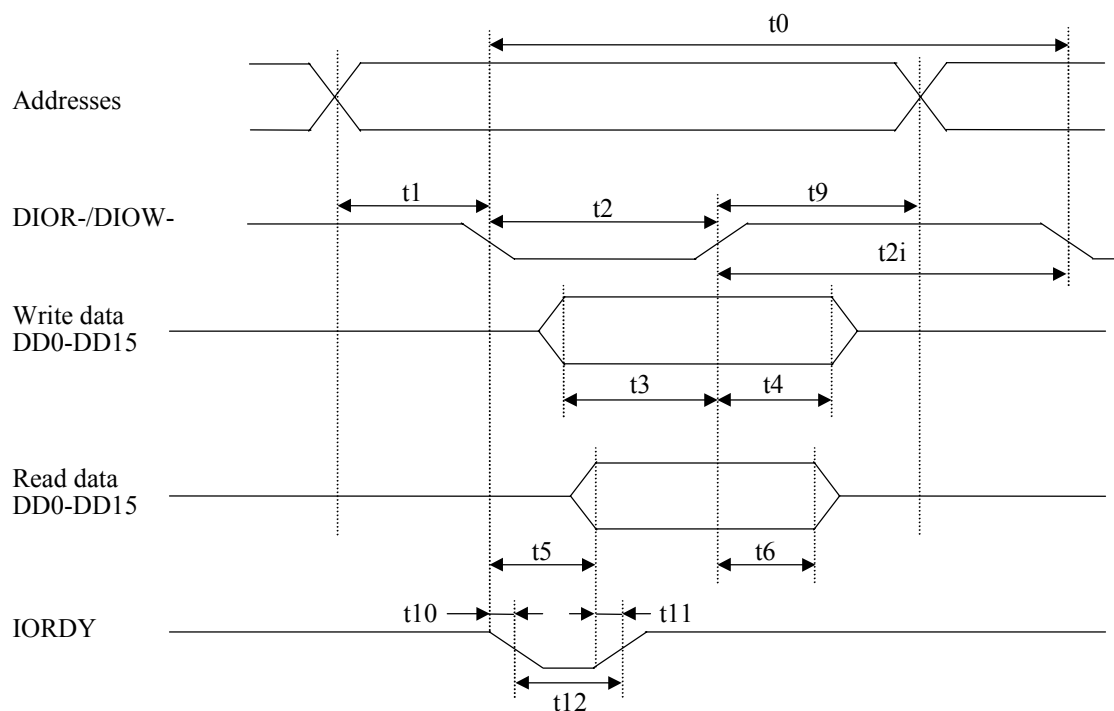 t0
Addresses
t1
t2
t9
DIOR-/DIOW-
t2i
Write data
DD0-DD15
t3
t4
Read data
DD0-DD15
t5
t6
t10
t11
IORDY
t12